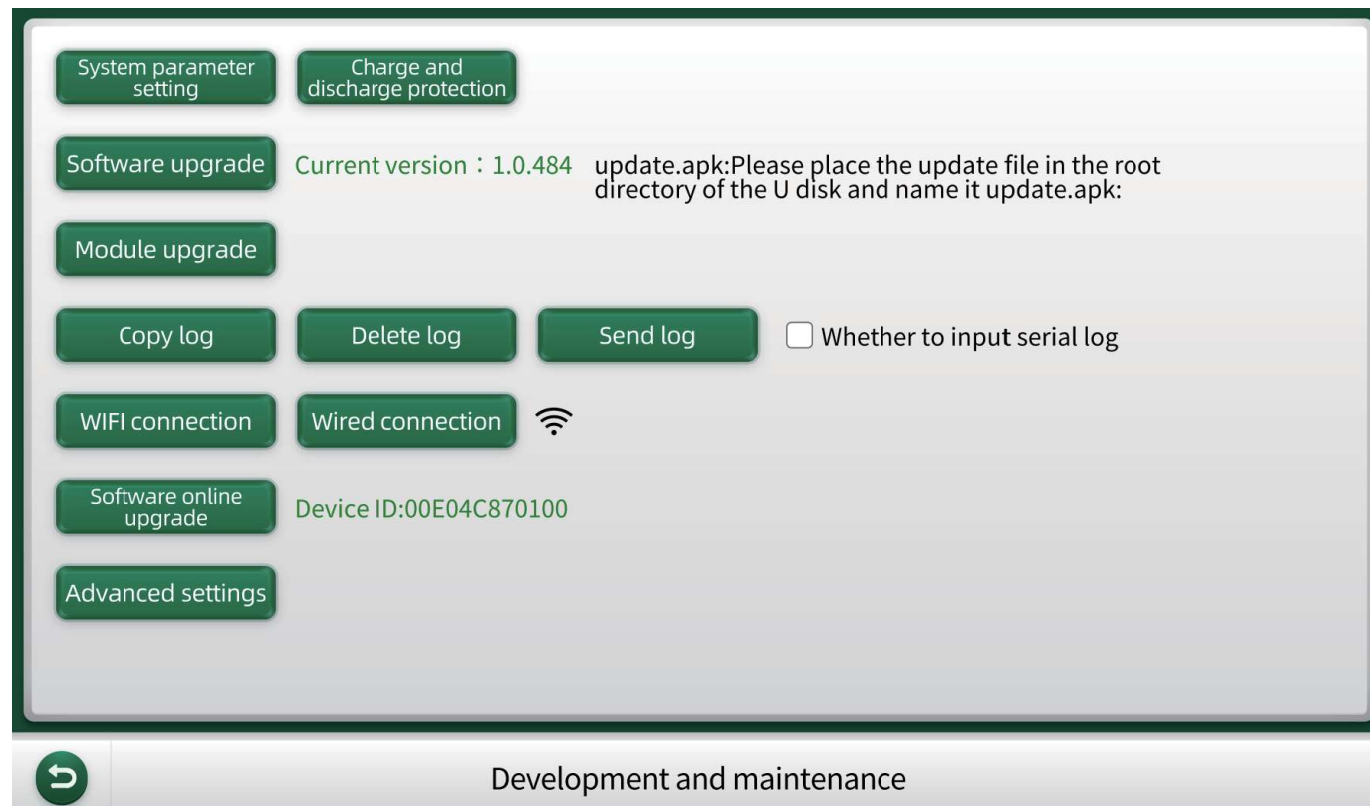 System parameter
setting
Charge and
discharge protection
Software upgrade
Current version：1.0.484
update.apk:Please place the update file in the root
directory of the U disk and name it update.apk:
Module upgrade
Copy log
Delete log
Send log
Whether to input serial log
WIFI connection
Wired connection
Software online
upgrade
Device ID:00E04C870100
Advanced settings
Development and maintenance